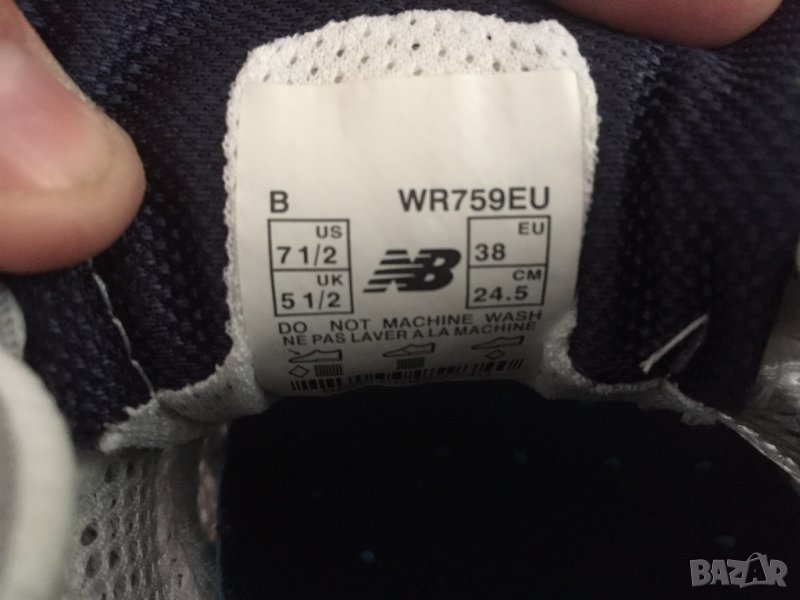 B WR759EU
US EU
7 1/2 38
UK CM
5 1/2 NB 24.5
DO NOT MACHINE WASH
NE PAS LAVER A LA MACHINE
BAZAR